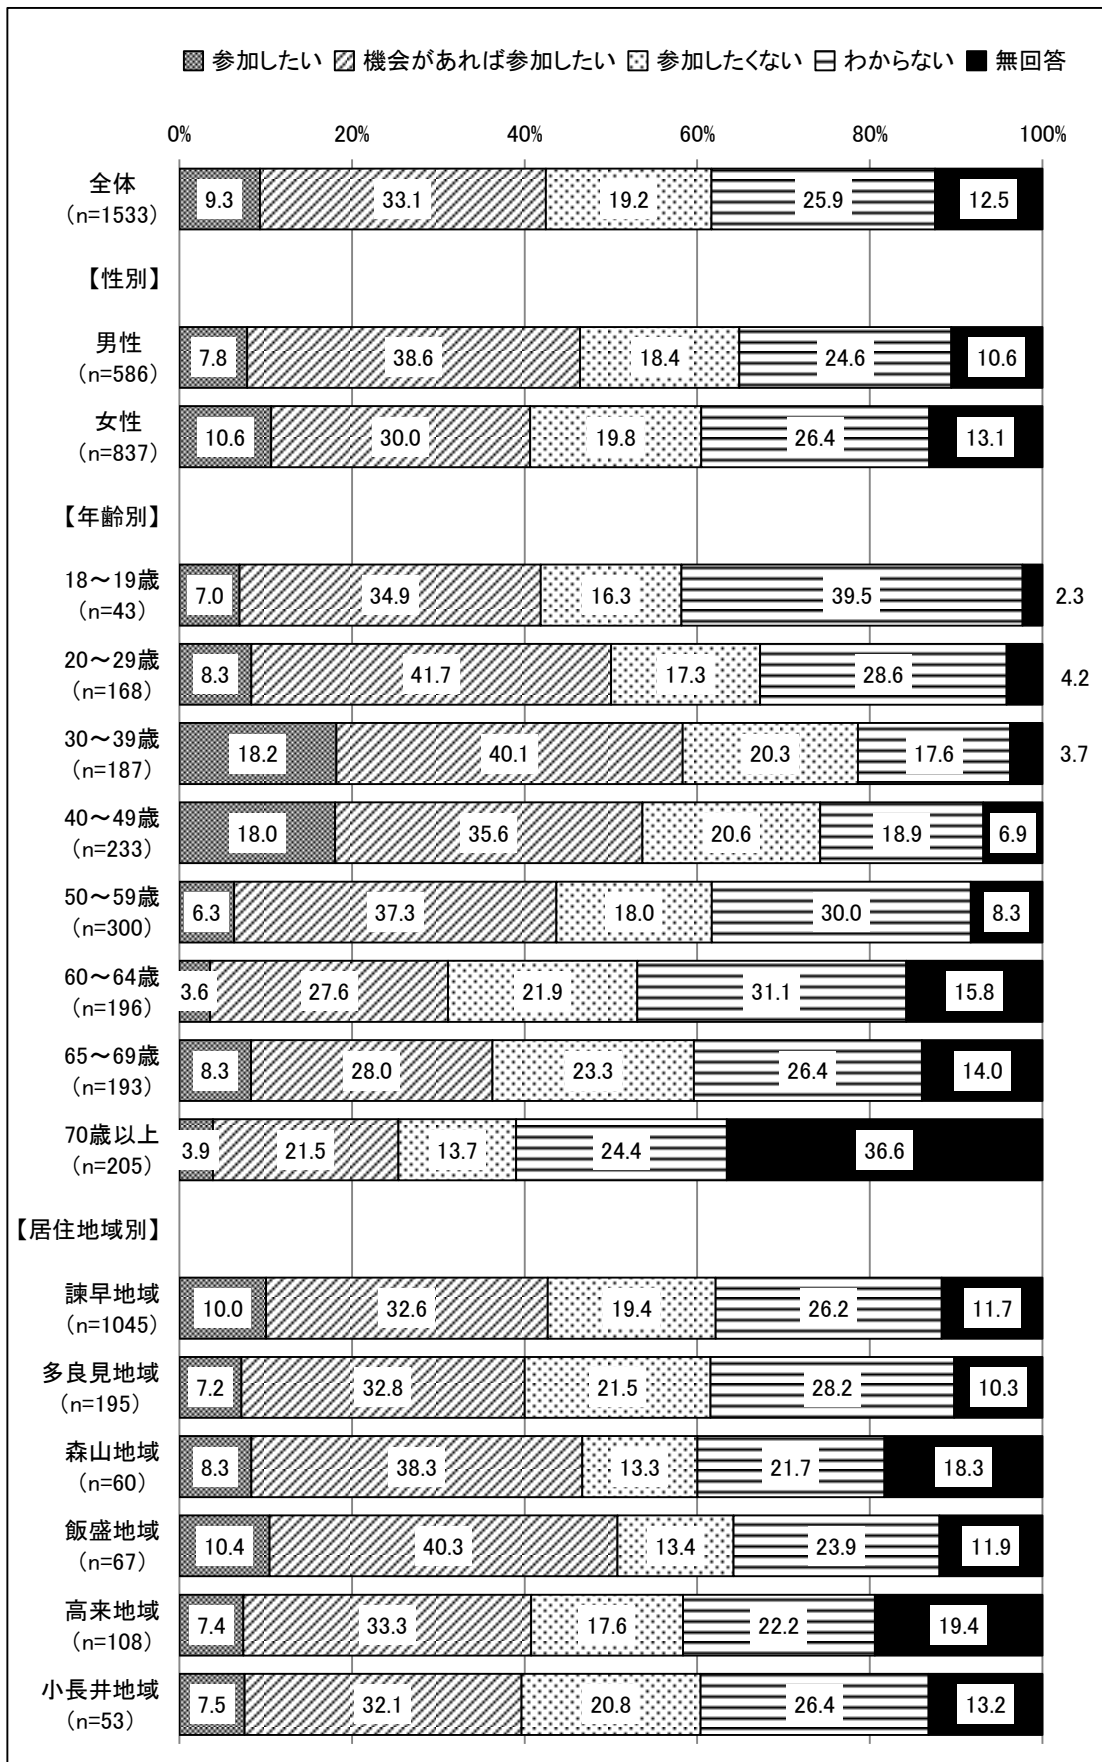 参加したい 機会があれば参加したい 参加したくない わからない 無回答
0% 20% 40% 60% 80% 100%
全体
(n=1533)
9.3 33.1 19.2 25.9 12.5
【性別】
男性
(n=586)
7.8 38.6 18.4 24.6 10.6
女性
(n=837)
10.6 30.0 19.8 26.4 13.1
【年齢別】
18～19歳
(n=43)
7.0 34.9 16.3 39.5 2.3
20～29歳
(n=168)
8.3 41.7 17.3 28.6 4.2
30～39歳
(n=187)
18.2 40.1 20.3 17.6 3.7
40～49歳
(n=233)
18.0 35.6 20.6 18.9 6.9
50～59歳
(n=300)
6.3 37.3 18.0 30.0 8.3
60～64歳
(n=196)
3.6 27.6 21.9 31.1 15.8
65～69歳
(n=193)
8.3 28.0 23.3 26.4 14.0
70歳以上
(n=205)
3.9 21.5 13.7 24.4 36.6
【居住地域別】
諫早地域
(n=1045)
10.0 32.6 19.4 26.2 11.7
多良見地域
(n=195)
7.2 32.8 21.5 28.2 10.3
森山地域
(n=60)
8.3 38.3 13.3 21.7 18.3
飯盛地域
(n=67)
10.4 40.3 13.4 23.9 11.9
高来地域
(n=108)
7.4 33.3 17.6 22.2 19.4
小長井地域
(n=53)
7.5 32.1 20.8 26.4 13.2